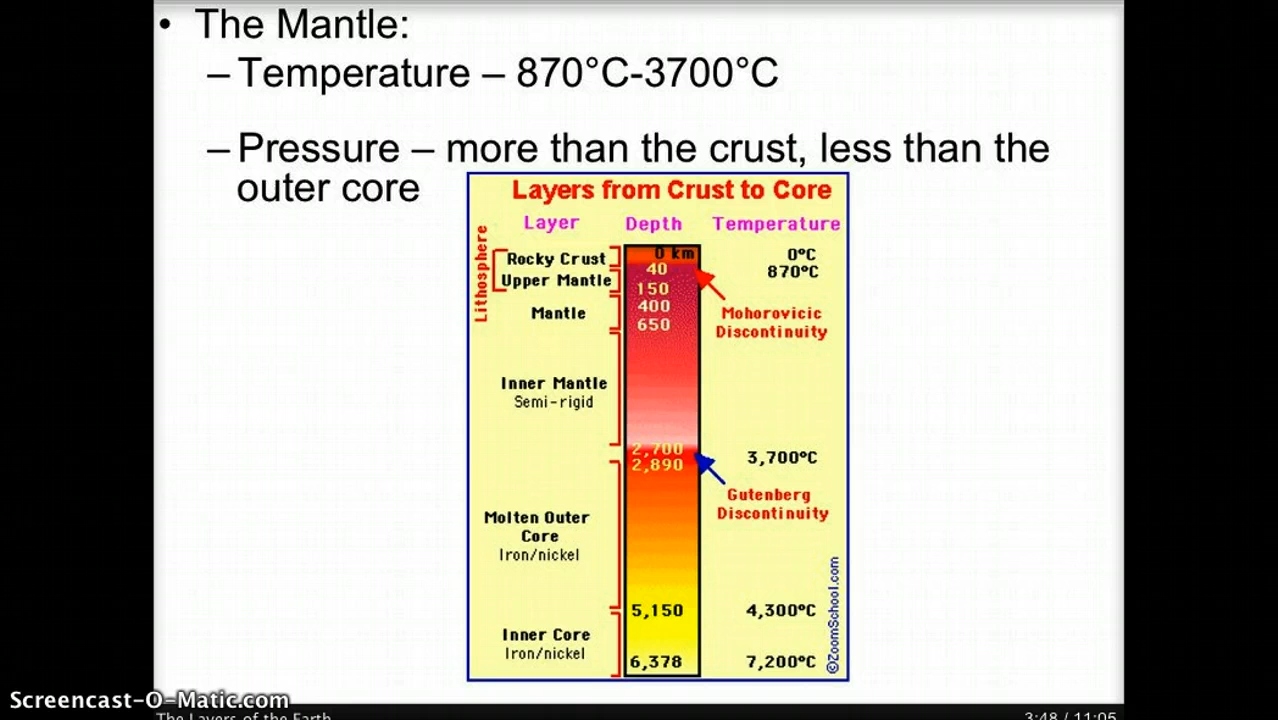 • The Mantle:
– Temperature – 870°C-3700°C
– Pressure – more than the crust, less than the
outer core
Layers from Crust to Core
Layer Depth Temperature
Lithosphere
Rocky Crust 0 km 0°C
40 870°C
Upper Mantle
150
400
Mantle
650
Mohorovicic
Discontinuity
Inner Mantle
Semi-rigid
2,700
2,890
3,700°C
Gutenberg
Discontinuity
Molten Outer
Core
Iron/nickel
5,150 4,300°C
Inner Core
Iron/nickel
6,378 7,200°C
©ZoomSchool.com
Screencast-O-Matic.com
The Layers of the Earth
3:48 / 11:05